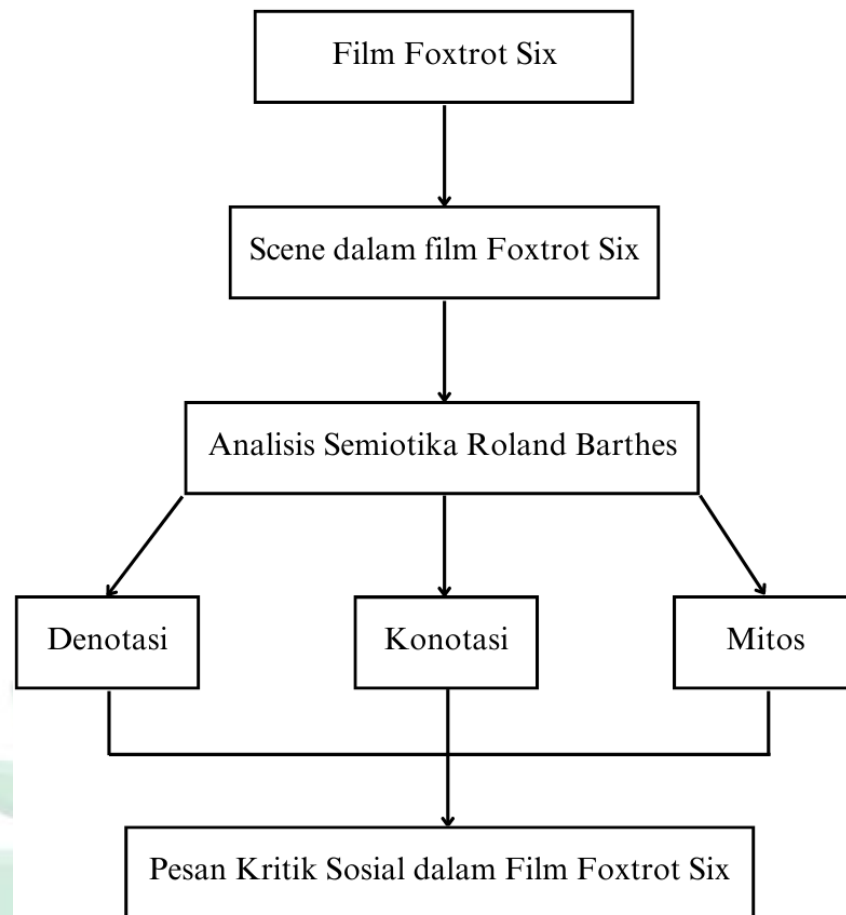 Film Foxtrot Six
Scene dalam film Foxtrot Six
Analisis Semiotika Roland Barthes
Denotasi
Konotasi
Mitos
Pesan Kritik Sosial dalam Film Foxtrot Six